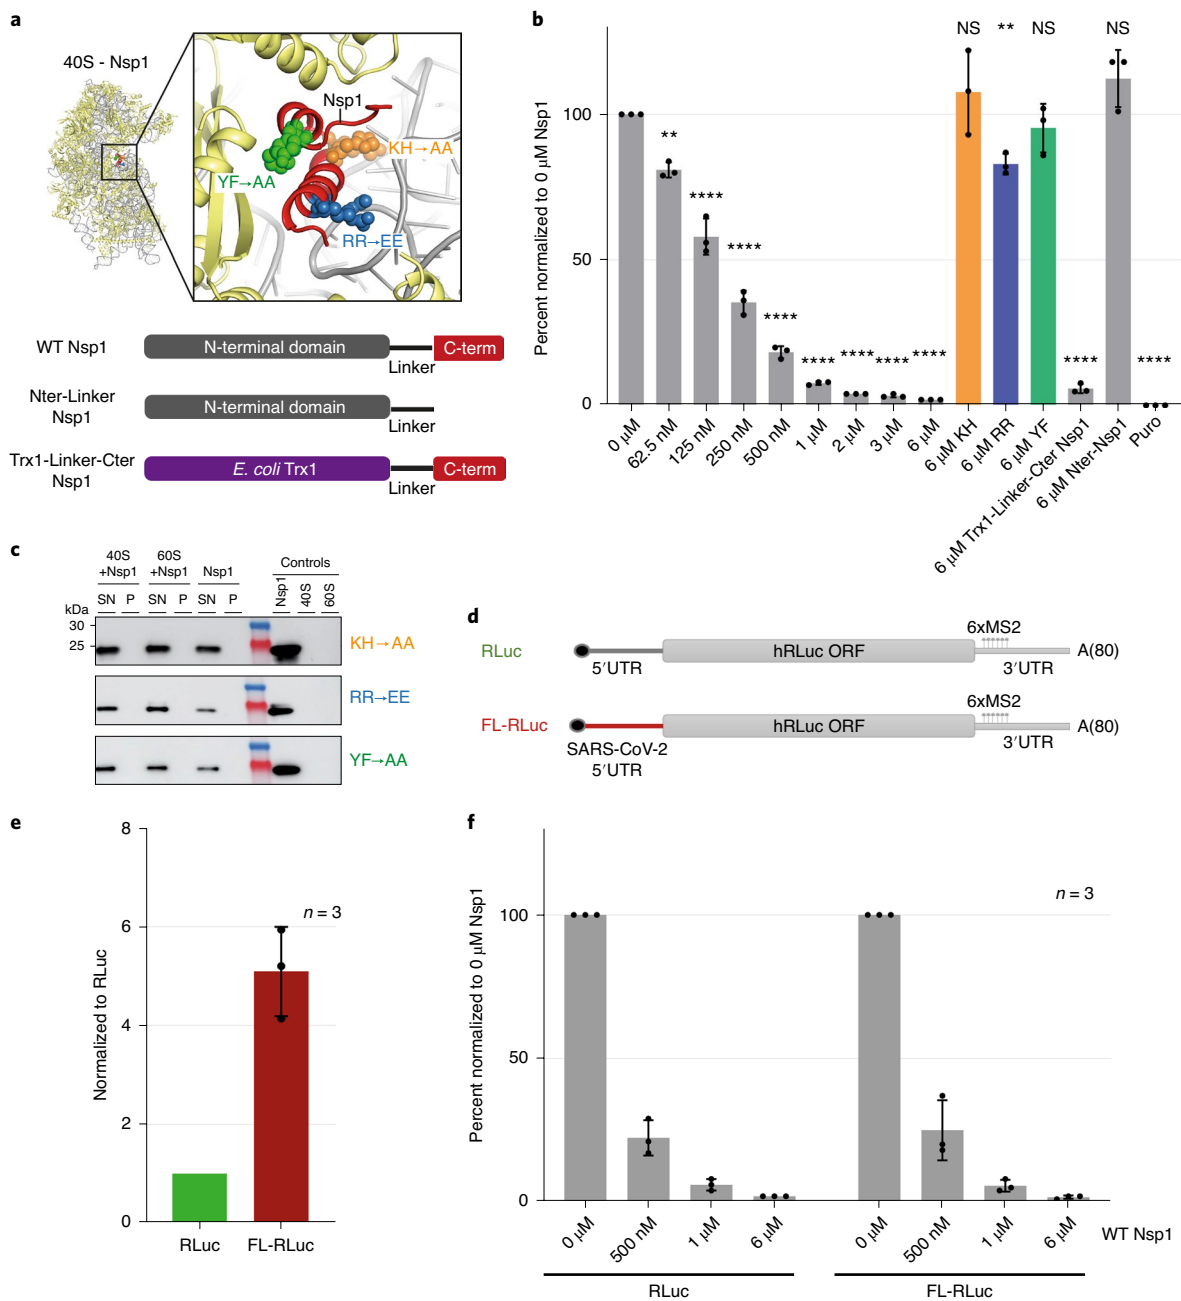 a
40S - Nsp1
Nsp1
KH→AA
YF→AA
RR→EE
WT Nsp1
N-terminal domain
Linker
C-term
Nter-Linker
Nsp1
N-terminal domain
Linker
Trx1-Linker-Cter
Nsp1
E. coli Trx1
Linker
C-term
b
Percent normalized to 0 μM Nsp1
100
50
0
**
****
****
****
****
****
****
****
NS
**
NS
****
NS
****
0 μM
62.5 nM
125 nM
250 nM
500 nM
1 μM
2 μM
3 μM
6 μM
6 μM KH
6 μM RR
6 μM YF
6 μM Trx1-Linker-Cter Nsp1
6 μM Nter-Nsp1
Puro
c
40S
+Nsp1
60S
+Nsp1
Nsp1
Controls
SN P SN P SN P
Nsp1
40S
60S
kDa
30
25
KH→AA
RR→EE
YF→AA
d
RLuc
5′UTR
hRLuc ORF
6xMS2
3′UTR
A(80)
FL-RLuc
SARS-CoV-2
5′UTR
hRLuc ORF
6xMS2
3′UTR
A(80)
e
Normalized to RLuc
8
6
4
2
0
n = 3
RLuc
FL-RLuc
f
Percent normalized to 0 μM Nsp1
100
50
0
n = 3
0 μM
500 nM
1 μM
6 μM
0 μM
500 nM
1 μM
6 μM
WT Nsp1
RLuc
FL-RLuc